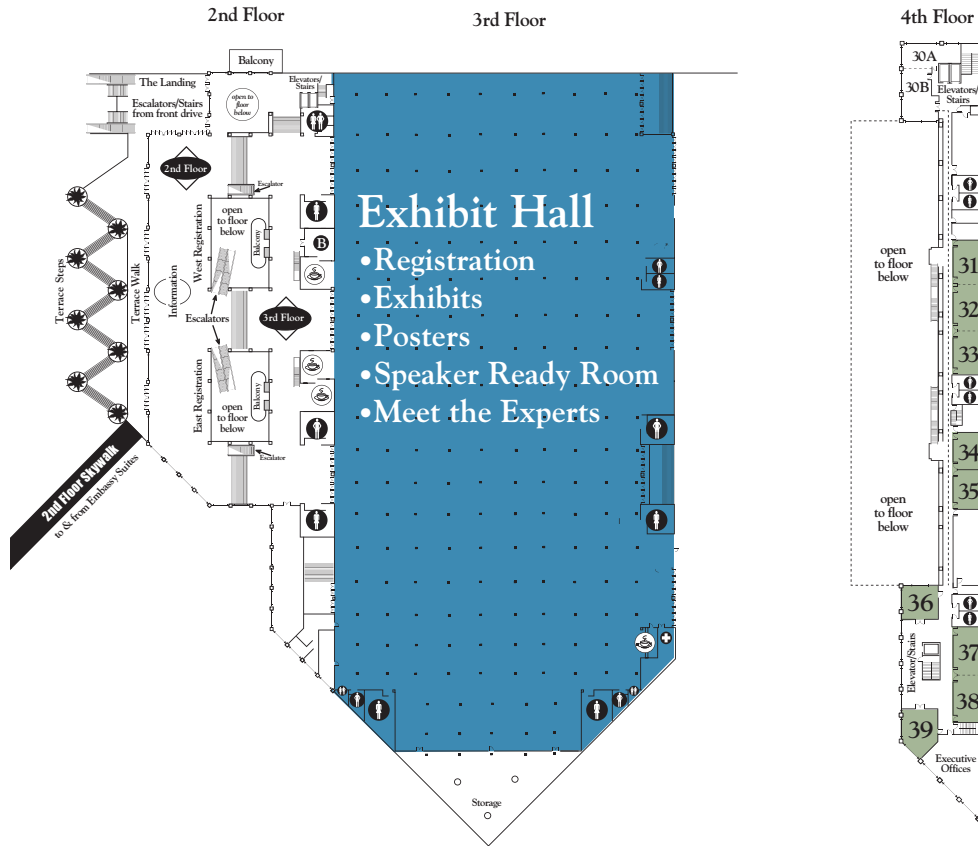 2nd Floor
3rd Floor
4th Floor
Balcony
The Landing
Escalators/Stairs
from front drive
open to
floor
below
Elevators/
Stairs
30A
30B
Elevators/
Stairs
2nd Floor
Escalator
West Registration
open
to floor
below
Balcony
B
Terrace Steps
Terrace Walk
Information
Escalators
3rd Floor
East Registration
open
to floor
below
Balcony
Escalator
2nd Floor Skywalk
to & from Embassy Suites
Exhibit Hall
•Registration
•Exhibits
•Posters
•Speaker Ready Room
•Meet the Experts
Storage
open
to floor
below
open
to floor
below
31
32
33
34
35
36
37
38
39
Elevator/Stairs
Executive
Offices